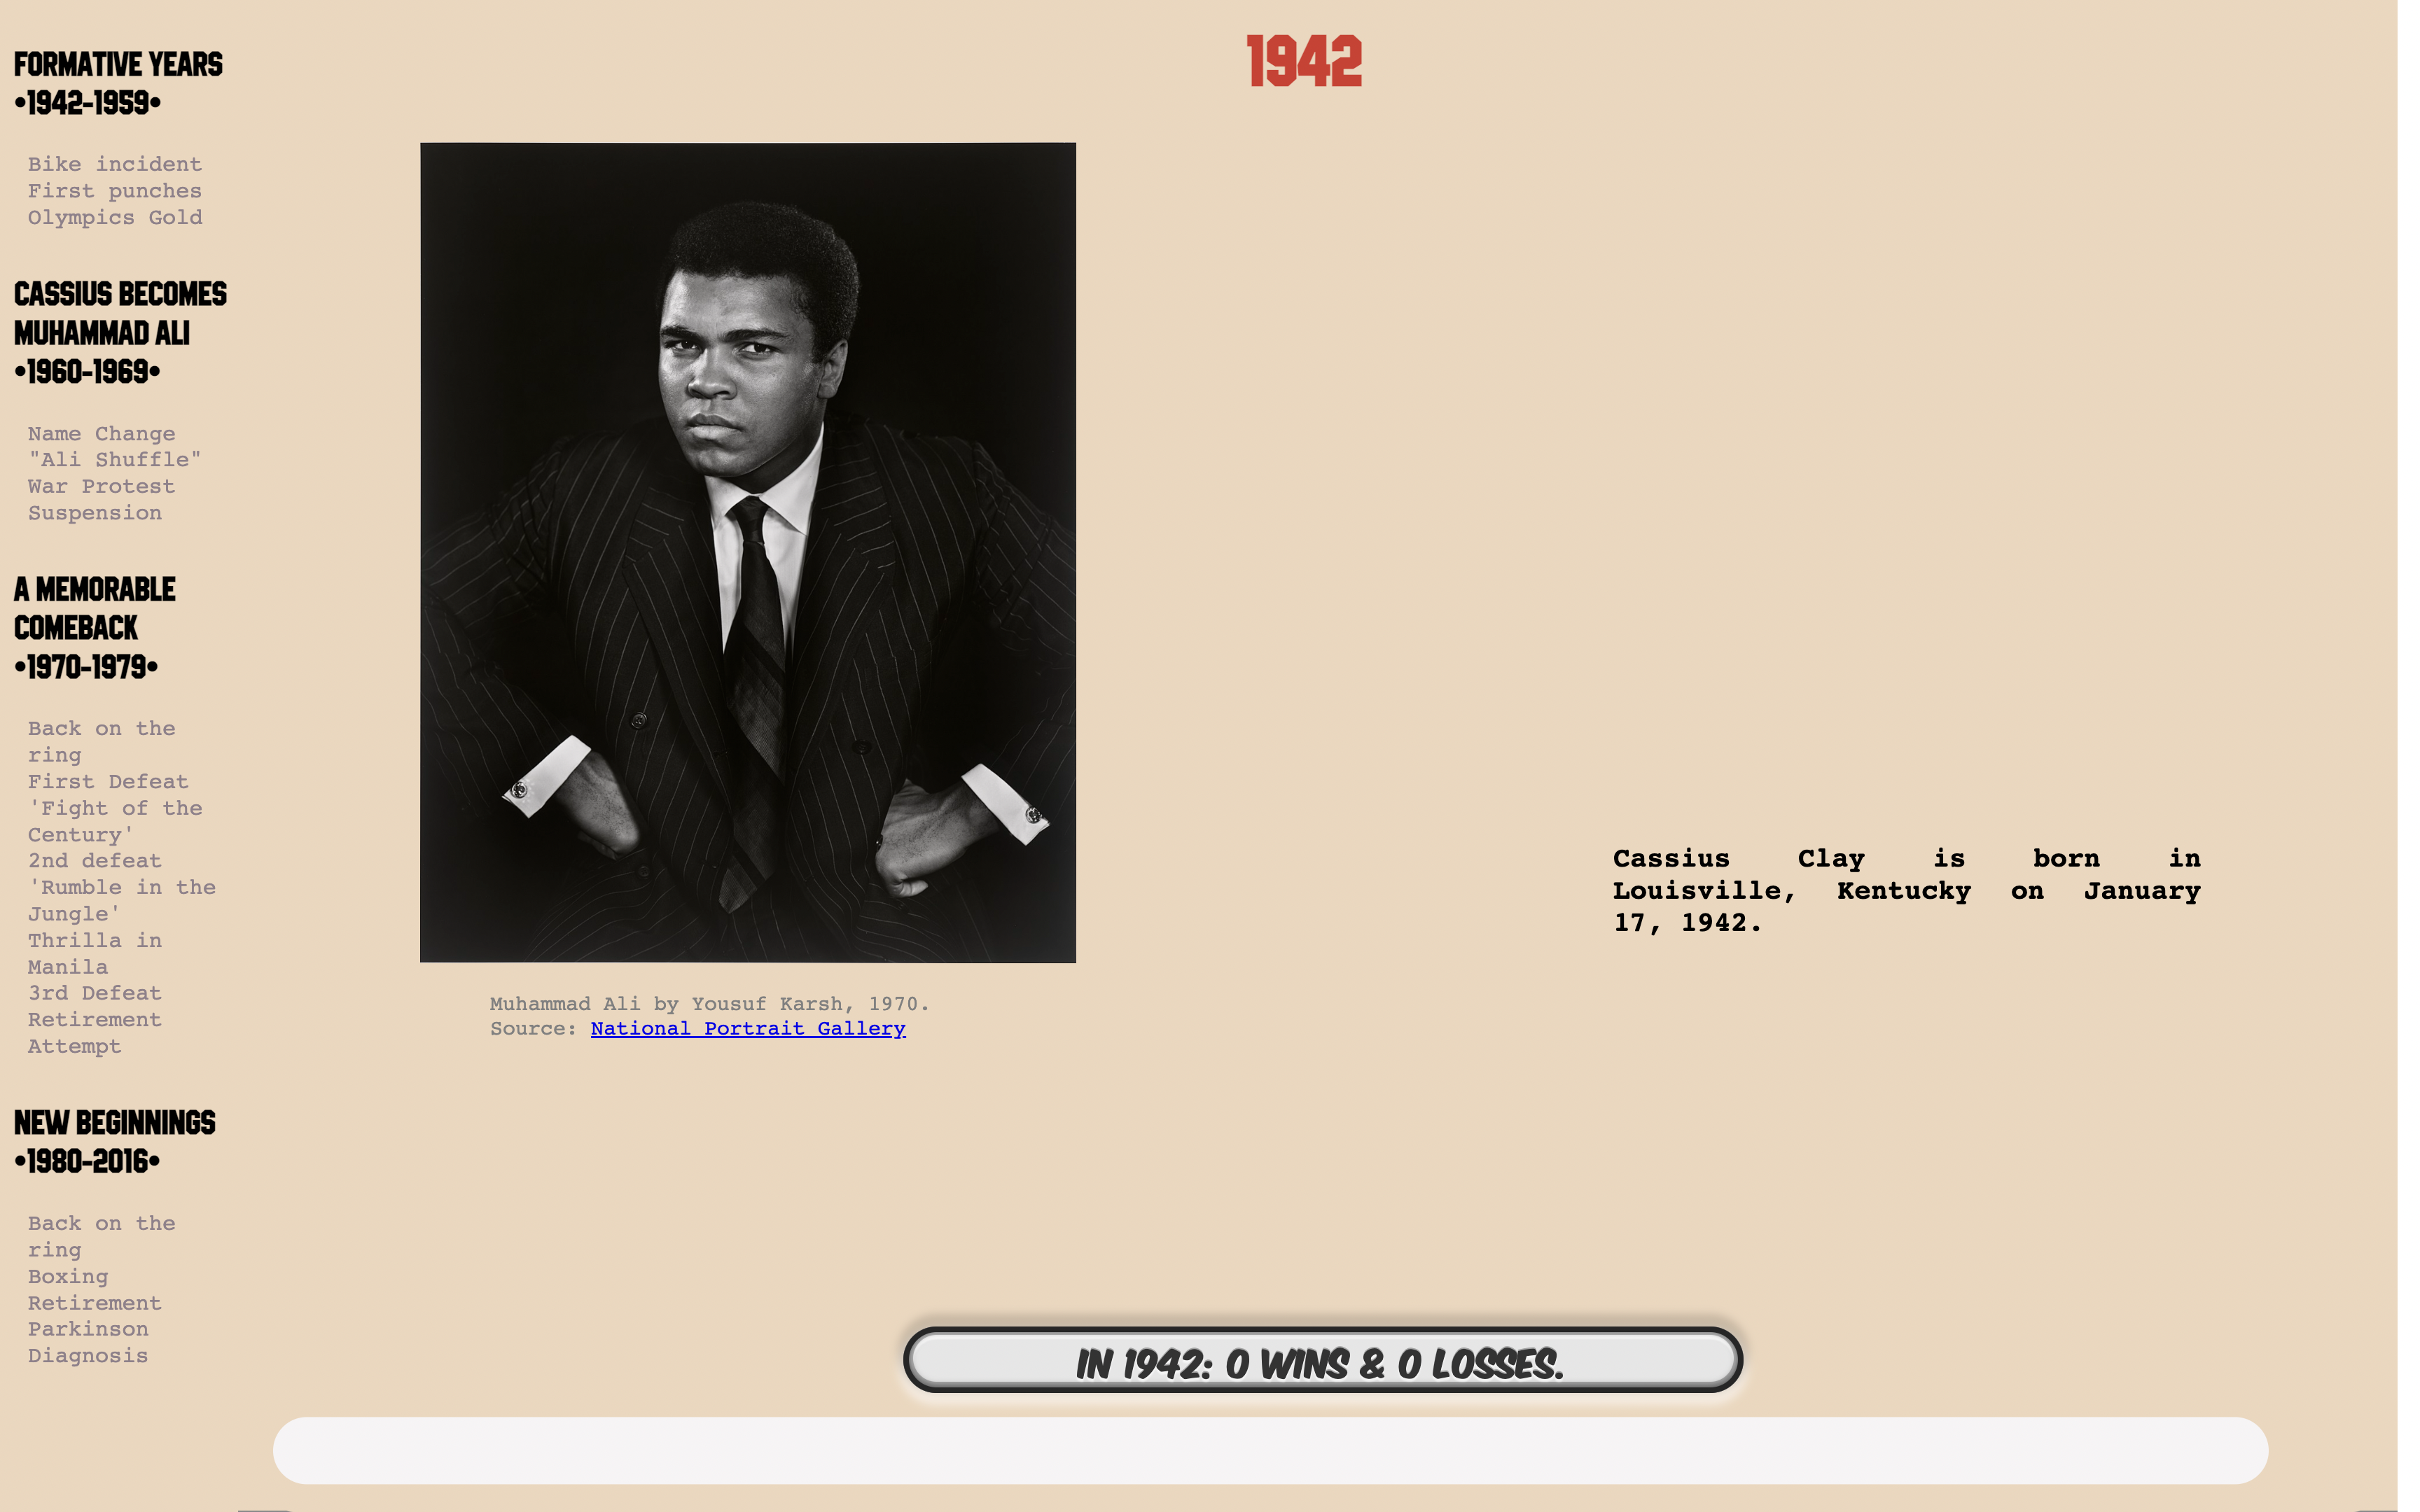 FORMATIVE YEARS
•1942-1959•
Bike incident
First punches
Olympics Gold
CASSIUS BECOMES
MUHAMMAD ALI
•1960-1969•
Name Change
"Ali Shuffle"
War Protest
Suspension
A MEMORABLE
COMEBACK
•1970-1979•
Back on the
ring
First Defeat
'Fight of the
Century'
2nd defeat
'Rumble in the
Jungle'
Thrilla in
Manila
3rd Defeat
Retirement
Attempt
NEW BEGINNINGS
•1980-2016•
Back on the
ring
Boxing
Retirement
Parkinson
Diagnosis
1942
Muhammad Ali by Yousuf Karsh, 1970.
Source: National Portrait Gallery
Cassius Clay is born in
Louisville, Kentucky on January
17, 1942.
IN 1942: 0 WINS & 0 LOSSES.